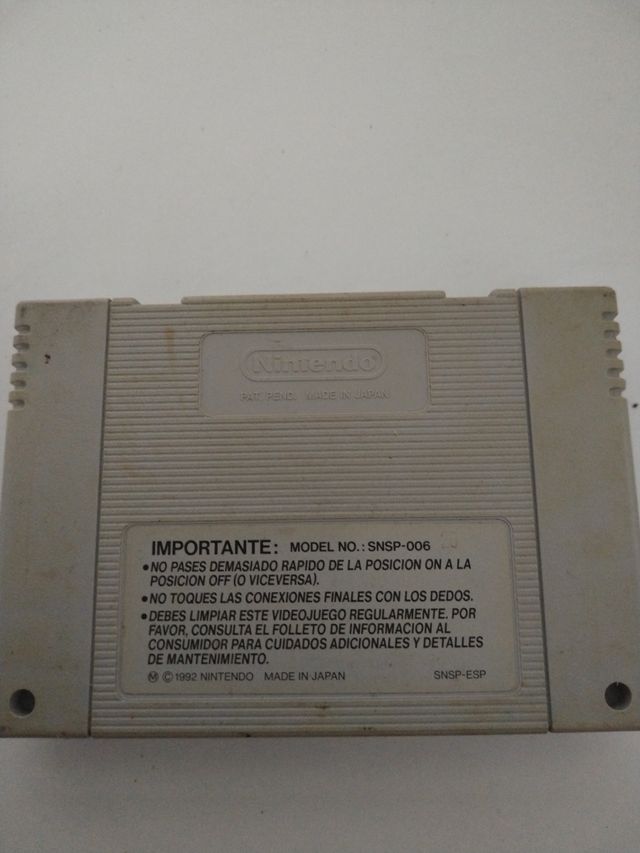 Nintendo
PAT. PEND. MADE IN JAPAN
IMPORTANTE: MODEL NO.: SNSP-006
•NO PASES DEMASIADO RAPIDO DE LA POSICION ON A LA
POSICION OFF (O VICEVERSA).
•NO TOQUES LAS CONEXIONES FINALES CON LOS DEDOS.
•DEBES LIMPIAR ESTE VIDEOJUEGO REGULARMENTE. POR
FAVOR, CONSULTA EL FOLLETO DE INFORMACION AL
CONSUMIDOR PARA CUIDADOS ADICIONALES Y DETALLES
DE MANTENIMIENTO.
Ⓜ ©1992 NINTENDO MADE IN JAPAN SNSP-ESP